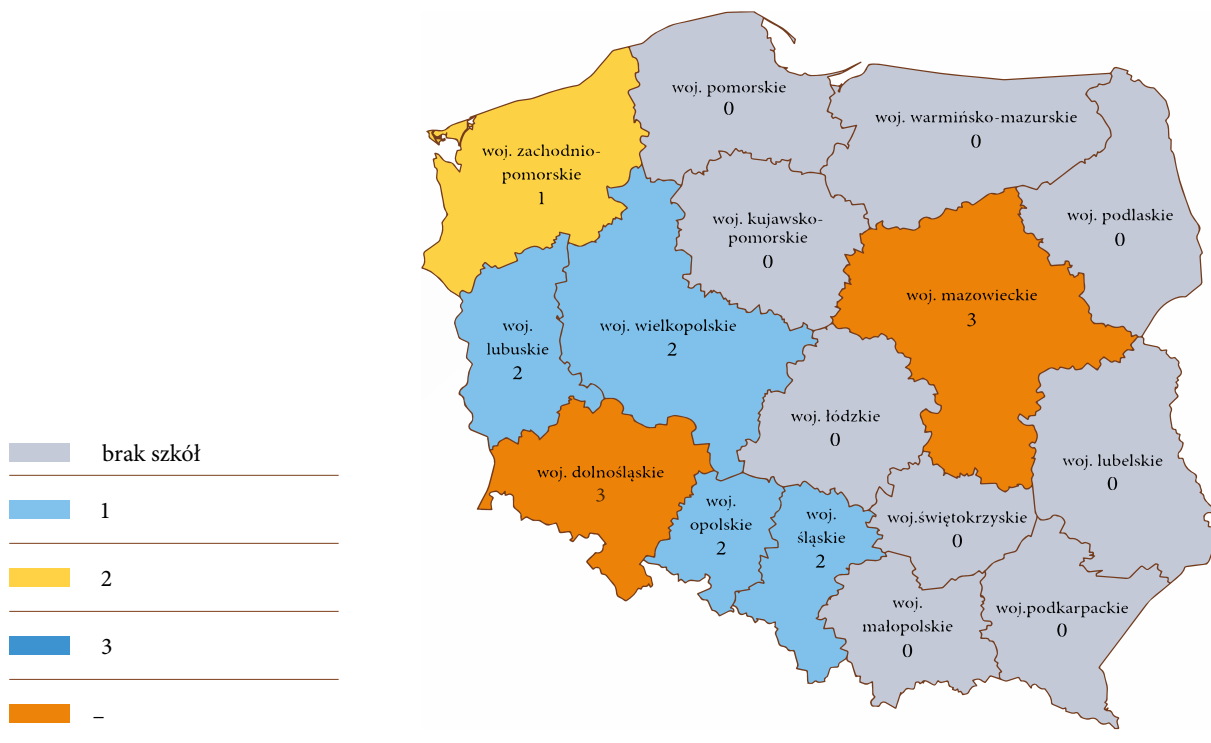 woj. pomorskie
0
woj. warmińsko-mazurskie
0
woj. zachodnio-
pomorskie
1
woj. kujawsko-
pomorskie
0
woj. podlaskie
0
woj. mazowieckie
3
woj.
lubuskie
2
woj. wielkopolskie
2
woj. łódzkie
0
woj. dolnośląskie
3
woj. lubelskie
0
woj.
opolskie
2
woj.
śląskie
2
woj.świętokrzyskie
0
woj.
małopolskie
0
woj.podkarpackie
0
brak szkół
1
2
3
–